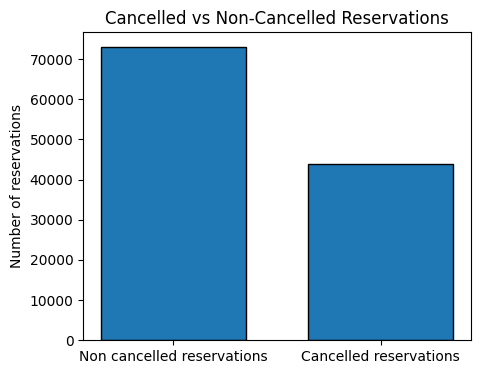 Cancelled vs Non-Cancelled Reservations
Number of reservations
70000
60000
50000
40000
30000
20000
10000
0
Non cancelled reservations
Cancelled reservations